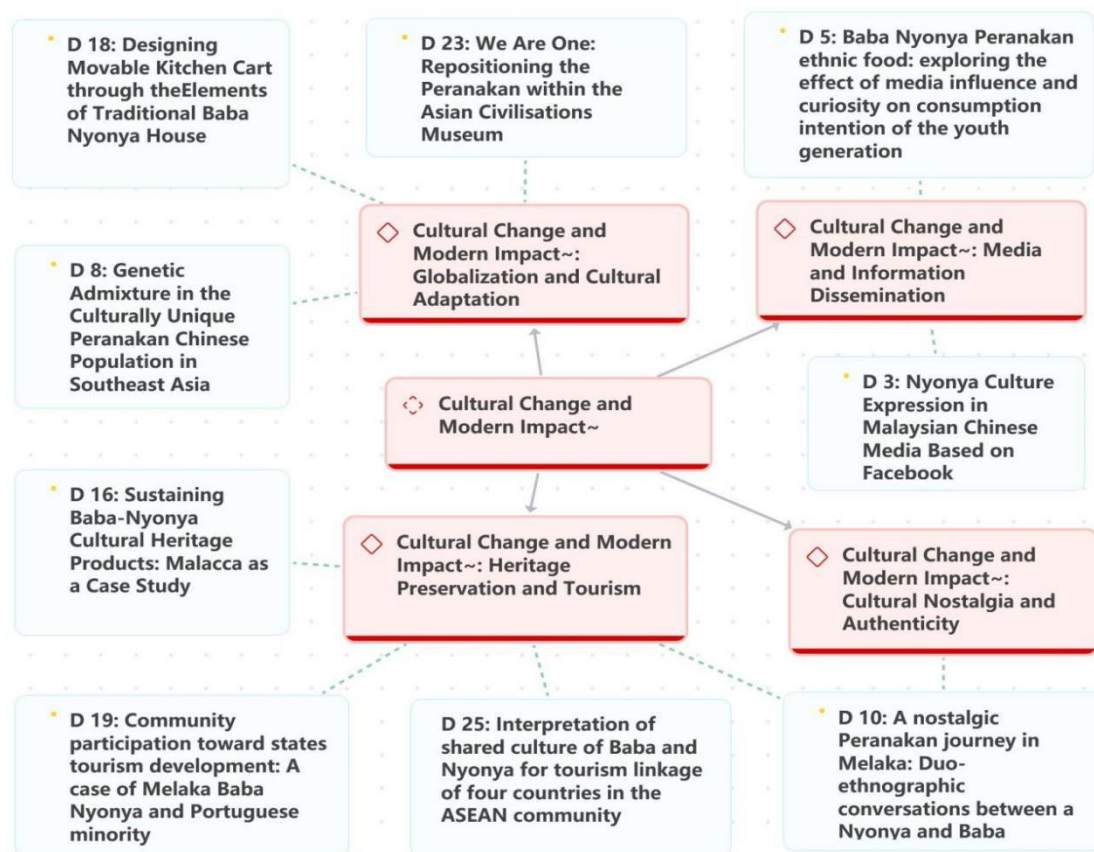 D 18: Designing
Movable Kitchen Cart
through theElements
of Traditional Baba
Nyonya House
D 23: We Are One:
Repositioning the
Peranakan within the
Asian Civilisations
Museum
D 5: Baba Nyonya Peranakan
ethnic food: exploring the
effect of media influence and
curiosity on consumption
intention of the youth
generation
Cultural Change and
Modern Impact~:
Globalization and Cultural
Adaptation
Cultural Change and
Modern Impact~: Media
and Information
Dissemination
D 8: Genetic
Admixture in the
Culturally Unique
Peranakan Chinese
Population in
Southeast Asia
Cultural Change and
Modern Impact~
D 3: Nyonya Culture
Expression in
Malaysian Chinese
Media Based on
Facebook
D 16: Sustaining
Baba-Nyonya
Cultural Heritage
Products: Malacca as
a Case Study
Cultural Change and Modern
Impact~: Heritage
Preservation and Tourism
Cultural Change and
Modern Impact~:
Cultural Nostalgia and
Authenticity
D 19: Community
participation toward states
tourism development: A
case of Melaka Baba
Nyonya and Portuguese
minority
D 25: Interpretation of
shared culture of Baba and
Nyonya for tourism linkage
of four countries in the
ASEAN community
D 10: A nostalgic
Peranakan journey in
Melaka: Duo-
ethnographic
conversations between a
Nyonya and Baba